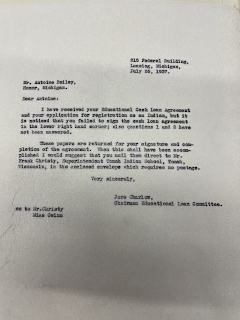 215 Federal Building,
Lansing, Michigan,
July 26, 1937.
Mr. Antoine Bailey,
Honor, Michigan.
Dear Antoine:
I have received your Educational Cash Loan Agreement
and your application for registration as an Indian, but
it is noticed that you failed to sign the cash loan agreement
in the lower right hand corner; also questions 1 and 2 have
not been answered.
These papers are returned for your signature and com-
pletion of the agreement. When this shall have been accom-
plished I would suggest that you mail them direct to Mr.
Frank Christy, Superintendent Tomah Indian School, Tomah,
Wisconsin, in the enclosed envelope which requires no postage.
Very sincerely,
Chairman Educational Loan Committee.
cc to Mr. Christy
Miss